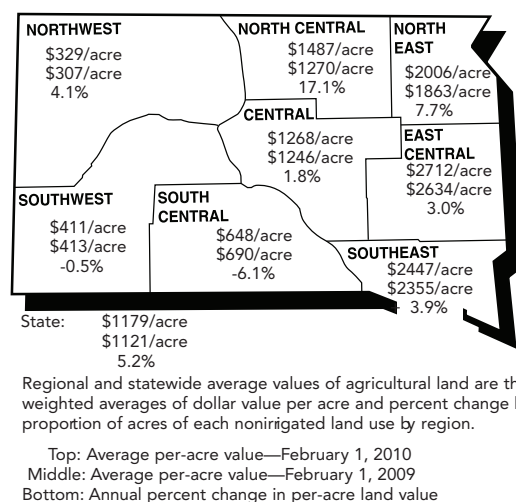 NORTHWEST
$329/acre
$307/acre
4.1%
NORTH CENTRAL
$1487/acre
$1270/acre
17.1%
NORTH
EAST
$2006/acre
$1863/acre
7.7%
CENTRAL
$1268/acre
$1246/acre
1.8%
EAST
CENTRAL
$2712/acre
$2634/acre
3.0%
SOUTHWEST
$411/acre
$413/acre
-0.5%
SOUTH
CENTRAL
$648/acre
$690/acre
-6.1%
SOUTHEAST
$2447/acre
$2355/acre
3.9%
State: $1179/acre
$1121/acre
5.2%
Regional and statewide average values of agricultural land are
weighted averages of dollar value per acre and percent change
proportion of acres of each nonirrigated land use by region.
Top: Average per-acre value—February 1, 2010
Middle: Average per-acre value—February 1, 2009
Bottom: Annual percent change in per-acre land value